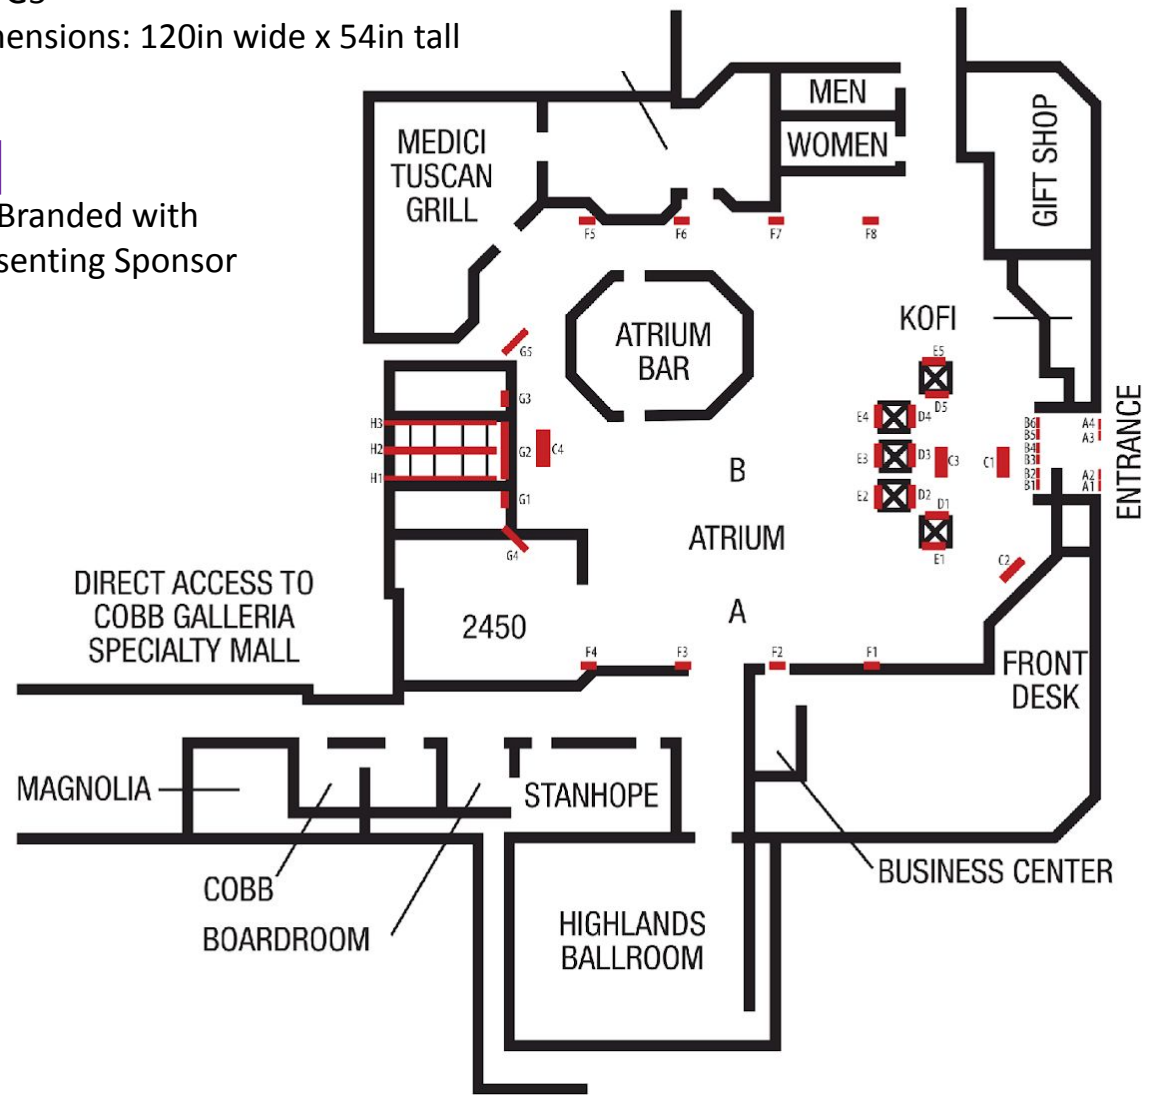 mensions: 120in wide x 54in tall
Branded with
senting Sponsor
MEN
WOMEN
GIFT SHOP
MEDICI
TUSCAN
GRILL
F5
F6
F7
F8
KOFI
ATRIUM
BAR
G5
E5
D5
G3
E4
D4
H3
H2
H1
G2
C4
E3
D3
C3
C1
B6
B5
B4
B3
B2
B1
A4
A3
A2
A1
ENTRANCE
B
G1
E2
D2
D1
ATRIUM
G4
E1
C2
DIRECT ACCESS TO
COBB GALLERIA
SPECIALTY MALL
2450
A
F4
F3
F2
F1
FRONT
DESK
MAGNOLIA
STANHOPE
COBB
BOARDROOM
BUSINESS CENTER
HIGHLANDS
BALLROOM